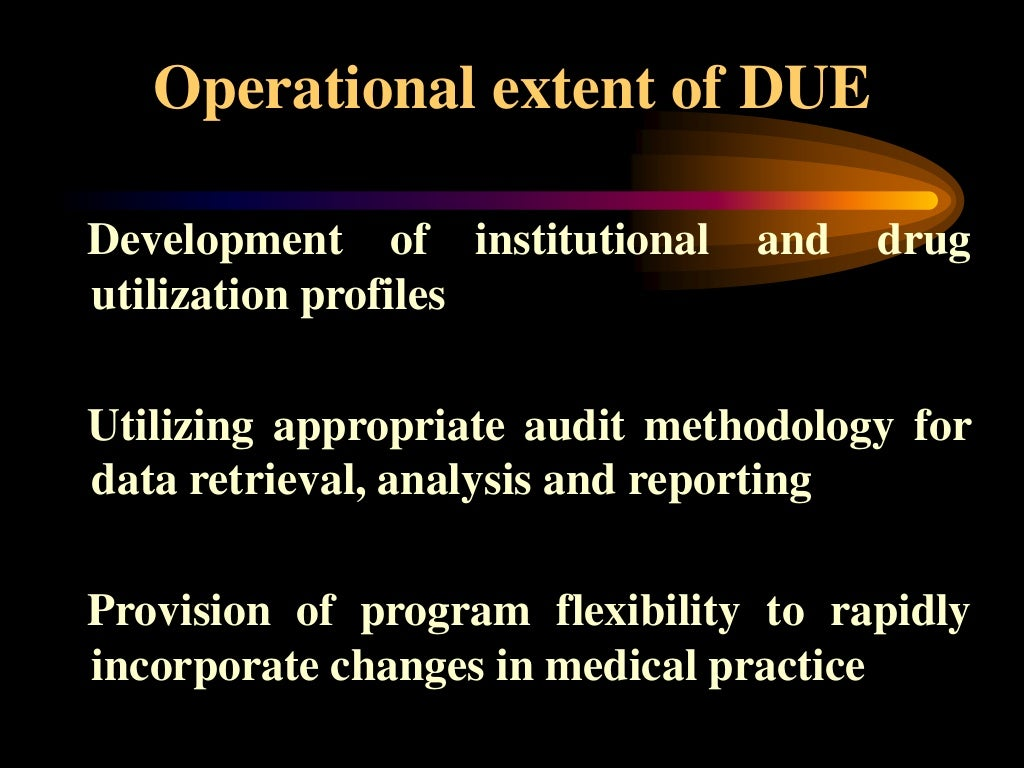 Operational extent of DUE
Development of institutional and drug
utilization profiles
Utilizing appropriate audit methodology for
data retrieval, analysis and reporting
Provision of program flexibility to rapidly
incorporate changes in medical practice